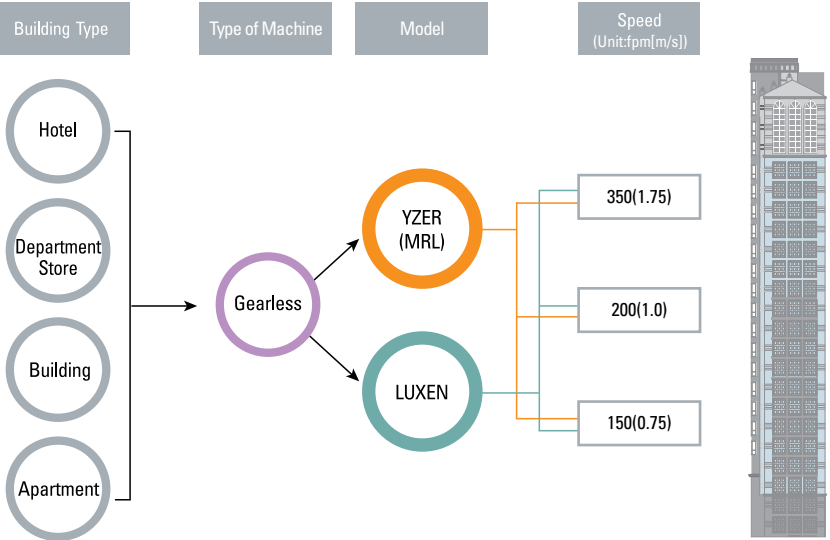 Building Type
Type of Machine
Model
Speed
(Unit:fpm[m/s])
Hotel
Department
Store
Building
Apartment
Gearless
YZER
(MRL)
LUXEN
350(1.75)
200(1.0)
150(0.75)